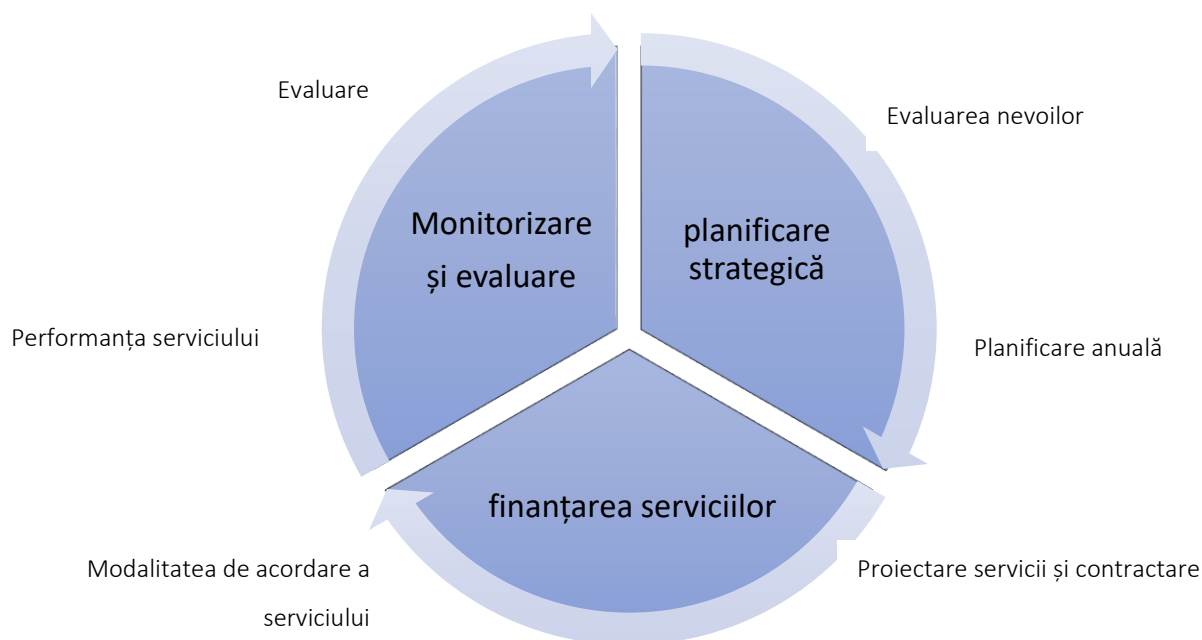 Evaluare
Evaluarea nevoilor
Monitorizare
și evaluare
planificare
strategică
Performanța serviciului
Planificare anuală
finanțarea serviciilor
Modalitatea de acordare a
serviciului
Proiectare servicii și contractare